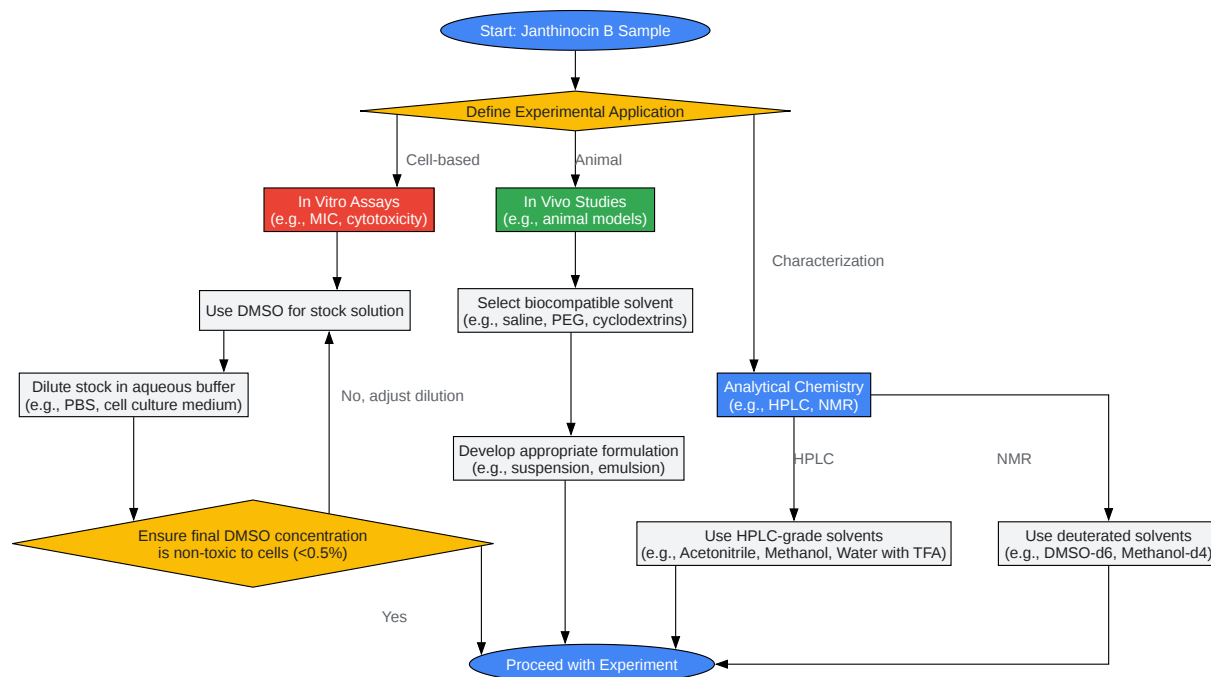 Start: Janthinocin B Sample
Define Experimental Application
Cell-based
Animal
In Vitro Assays
(e.g., MIC, cytotoxicity)
In Vivo Studies
(e.g., animal models)
Characterization
Use DMSO for stock solution
Select biocompatible solvent
(e.g., saline, PEG, cyclodextrins)
Dilute stock in aqueous buffer
(e.g., PBS, cell culture medium)
No, adjust dilution
Analytical Chemistry
(e.g., HPLC, NMR)
Develop appropriate formulation
(e.g., suspension, emulsion)
HPLC
NMR
Ensure final DMSO concentration
is non-toxic to cells (<0.5%)
Use HPLC-grade solvents
(e.g., Acetonitrile, Methanol, Water with TFA)
Use deuterated solvents
(e.g., DMSO-d6, Methanol-d4)
Yes
Proceed with Experiment